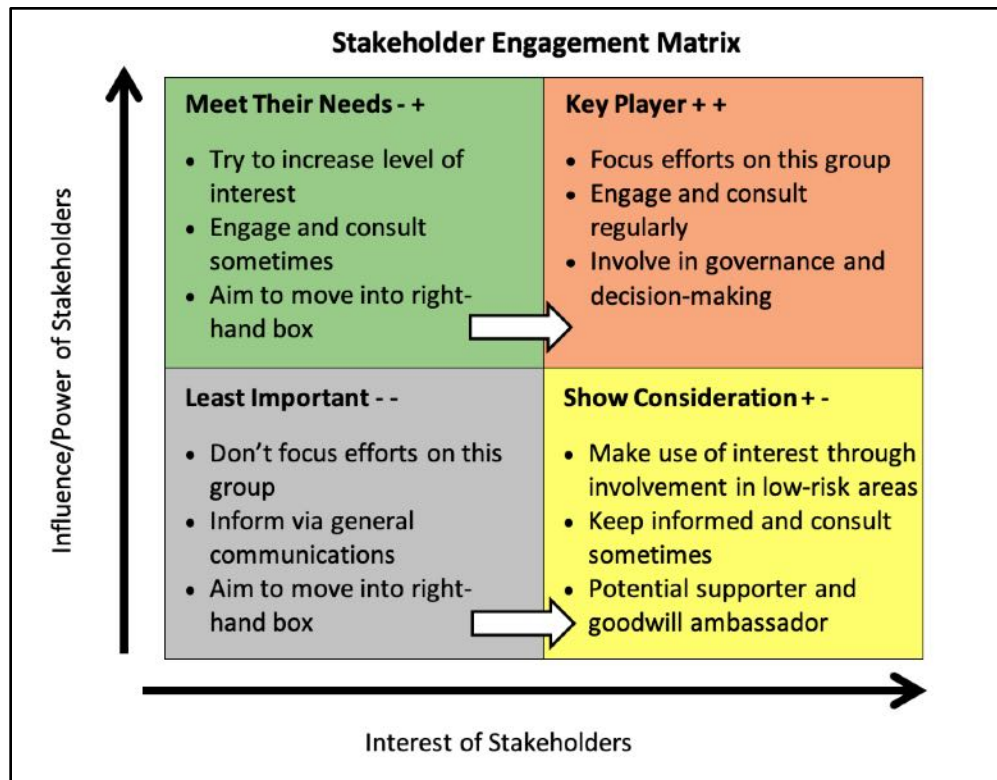 Stakeholder Engagement Matrix
Influence/Power of Stakeholders
Meet Their Needs - +
• Try to increase level of
interest
• Engage and consult
sometimes
• Aim to move into right-
hand box
Key Player + +
• Focus efforts on this group
• Engage and consult
regularly
• Involve in governance and
decision-making
Least Important - -
• Don’t focus efforts on this
group
• Inform via general
communications
• Aim to move into right-
hand box
Show Consideration + -
• Make use of interest through
involvement in low-risk areas
• Keep informed and consult
sometimes
• Potential supporter and
goodwill ambassador
Interest of Stakeholders